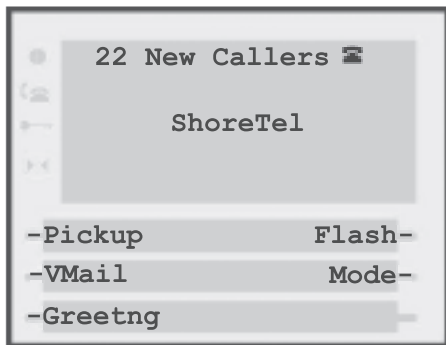 22 New Callers ☎
ShoreTel
-Pickup Flash-
-VMail Mode-
-Greetng